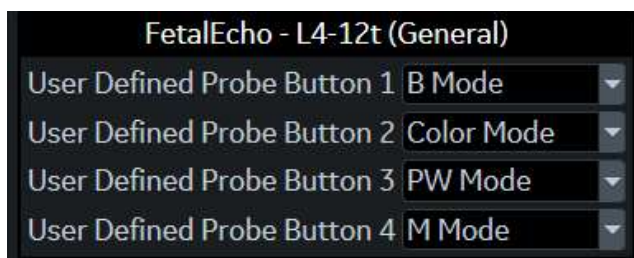 FetalEcho - L4-12t (General)
User Defined Probe Button 1 B Mode
User Defined Probe Button 2 Color Mode
User Defined Probe Button 3 PW Mode
User Defined Probe Button 4 M Mode